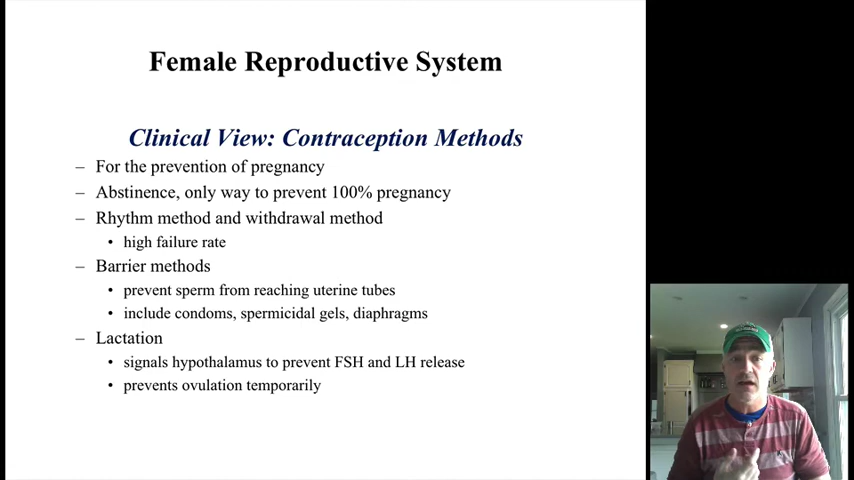 Female Reproductive System
Clinical View: Contraception Methods
– For the prevention of pregnancy
– Abstinence, only way to prevent 100% pregnancy
– Rhythm method and withdrawal method
• high failure rate
– Barrier methods
• prevent sperm from reaching uterine tubes
• include condoms, spermicidal gels, diaphragms
– Lactation
• signals hypothalamus to prevent FSH and LH release
• prevents ovulation temporarily